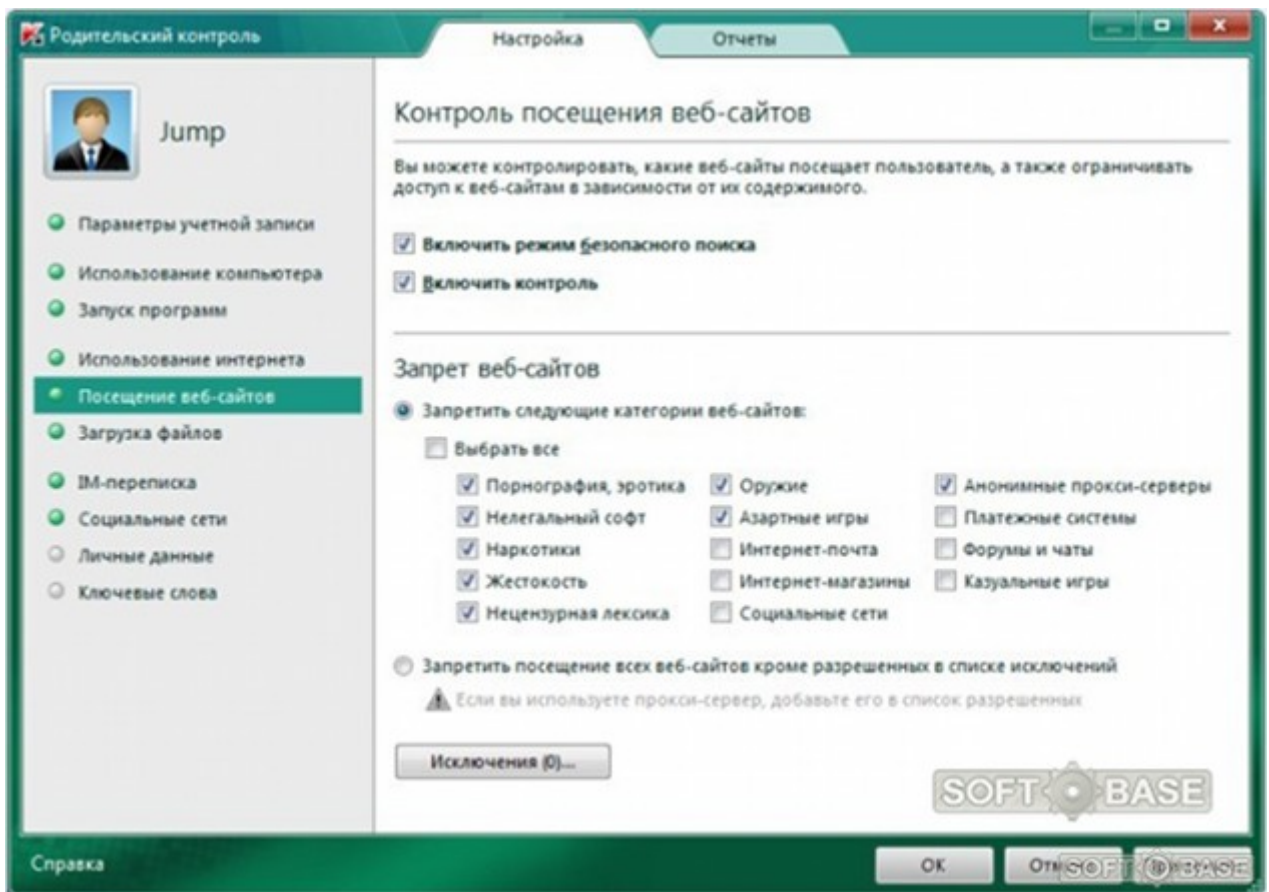 Родительский контроль
Настройка
Отчеты
Jump
Параметры учетной записи
Использование компьютера
Запуск программ
Использование интернета
Посещение веб-сайтов
Загрузка файлов
IM-переписка
Социальные сети
Личные данные
Ключевые слова
Контроль посещения веб-сайтов
Вы можете контролировать, какие веб-сайты посещает пользователь, а также ограничивать
доступ к веб-сайтам в зависимости от их содержимого.
Включить режим безопасного поиска
Включить контроль
Запрет веб-сайтов
Запретить следующие категории веб-сайтов:
Выбрать все
Порнография, эротика Оружие Анонимные прокси-серверы
Нелегальный софт Азартные игры Платежные системы
Наркотики Интернет-почта Форумы и чаты
Жестокость Интернет-магазины Казуальные игры
Нецензурная лексика Социальные сети
Запретить посещение всех веб-сайтов кроме разрешенных в списке исключений
Если вы используете прокси-сервер, добавьте его в список разрешенных
Исключения (0)...
SOFT BASE
Справка
OK
SOFT BASE